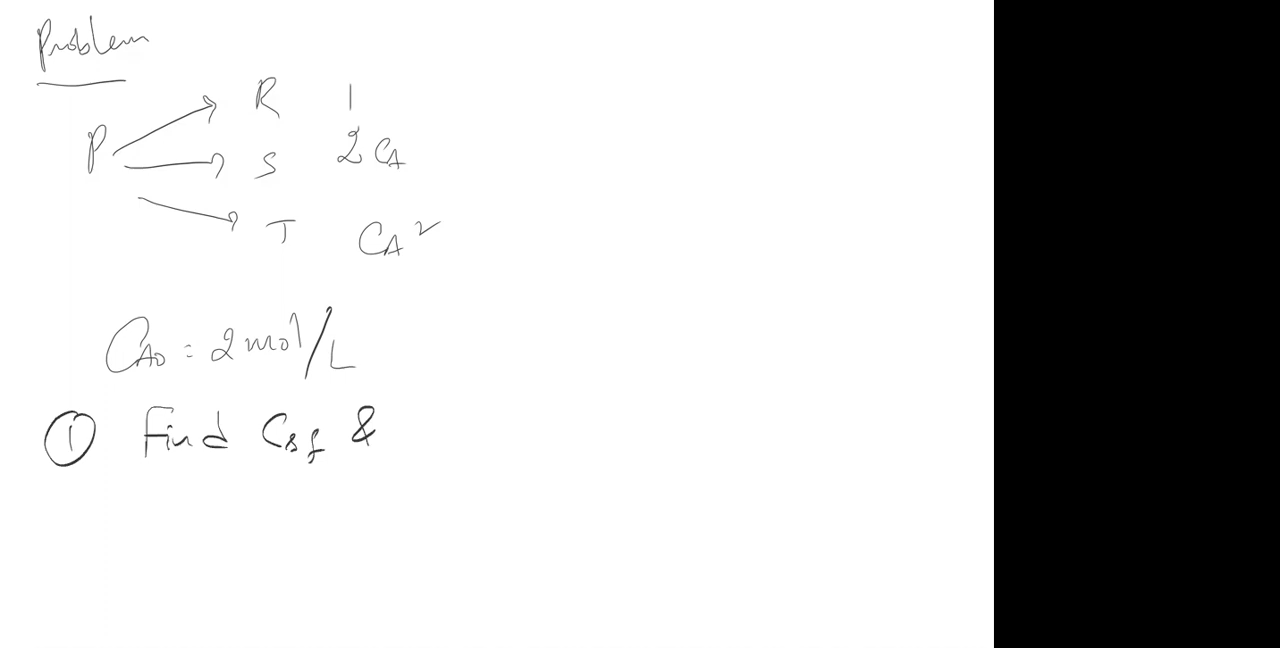 Problem
R 1
P S 2 CA
T CA²
CA0 = 2 mol/L
① Find Csf &